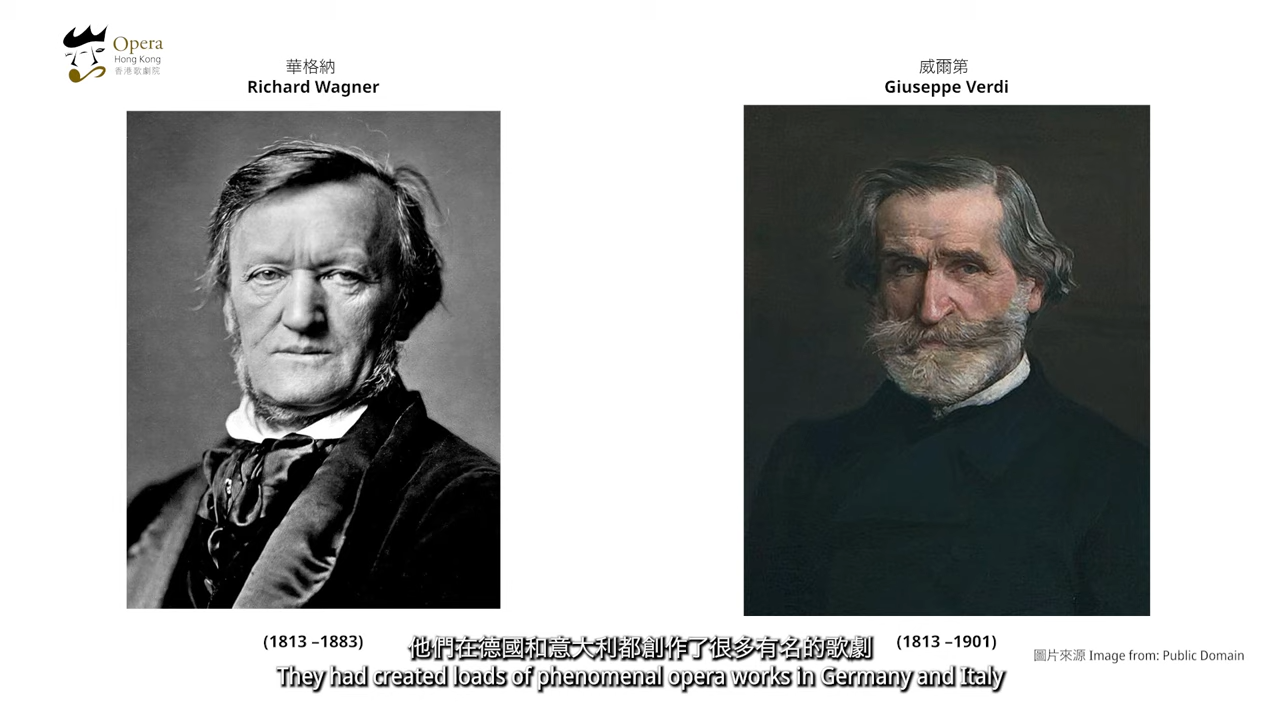 Opera
Hong Kong
香港歌劇院
華格納
Richard Wagner
威爾第
Giuseppe Verdi
(1813 –1883)
(1813 –1901)
他們在德國和意大利都創作了很多有名的歌劇
They had created loads of phenomenal opera works in Germany and Italy
圖片來源 Image from: Public Domain